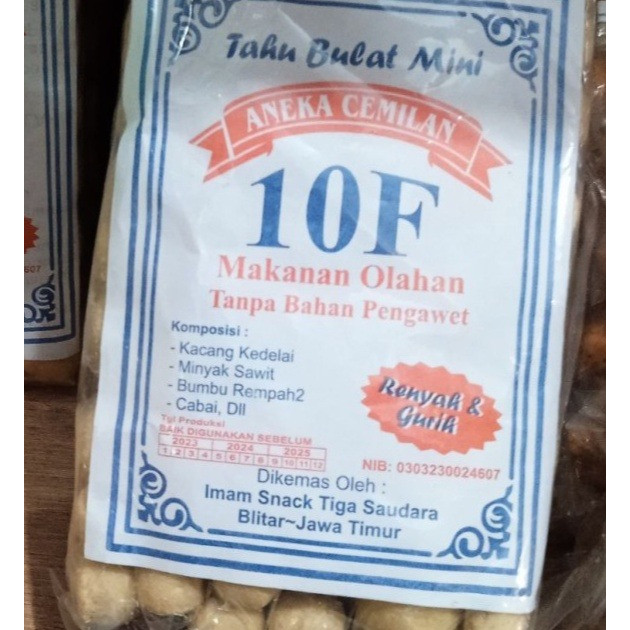 Tahu Bulat Mini
ANEKA CEMILAN
10F
Makanan Olahan
Tanpa Bahan Pengawet
Komposisi :
- Kacang Kedelai
- Minyak Sawit
- Bumbu Rempah2
- Cabai, Dll
Renyah &
Gurih
Tgl Produksi
BAIK DIGUNAKAN SEBELUM
2023 2024 2025
1 2 3 4 5 6 7 8 9 10 11 12
NIB: 0303230024607
Dikemas Oleh :
Imam Snack Tiga Saudara
Blitar~Jawa Timur
607